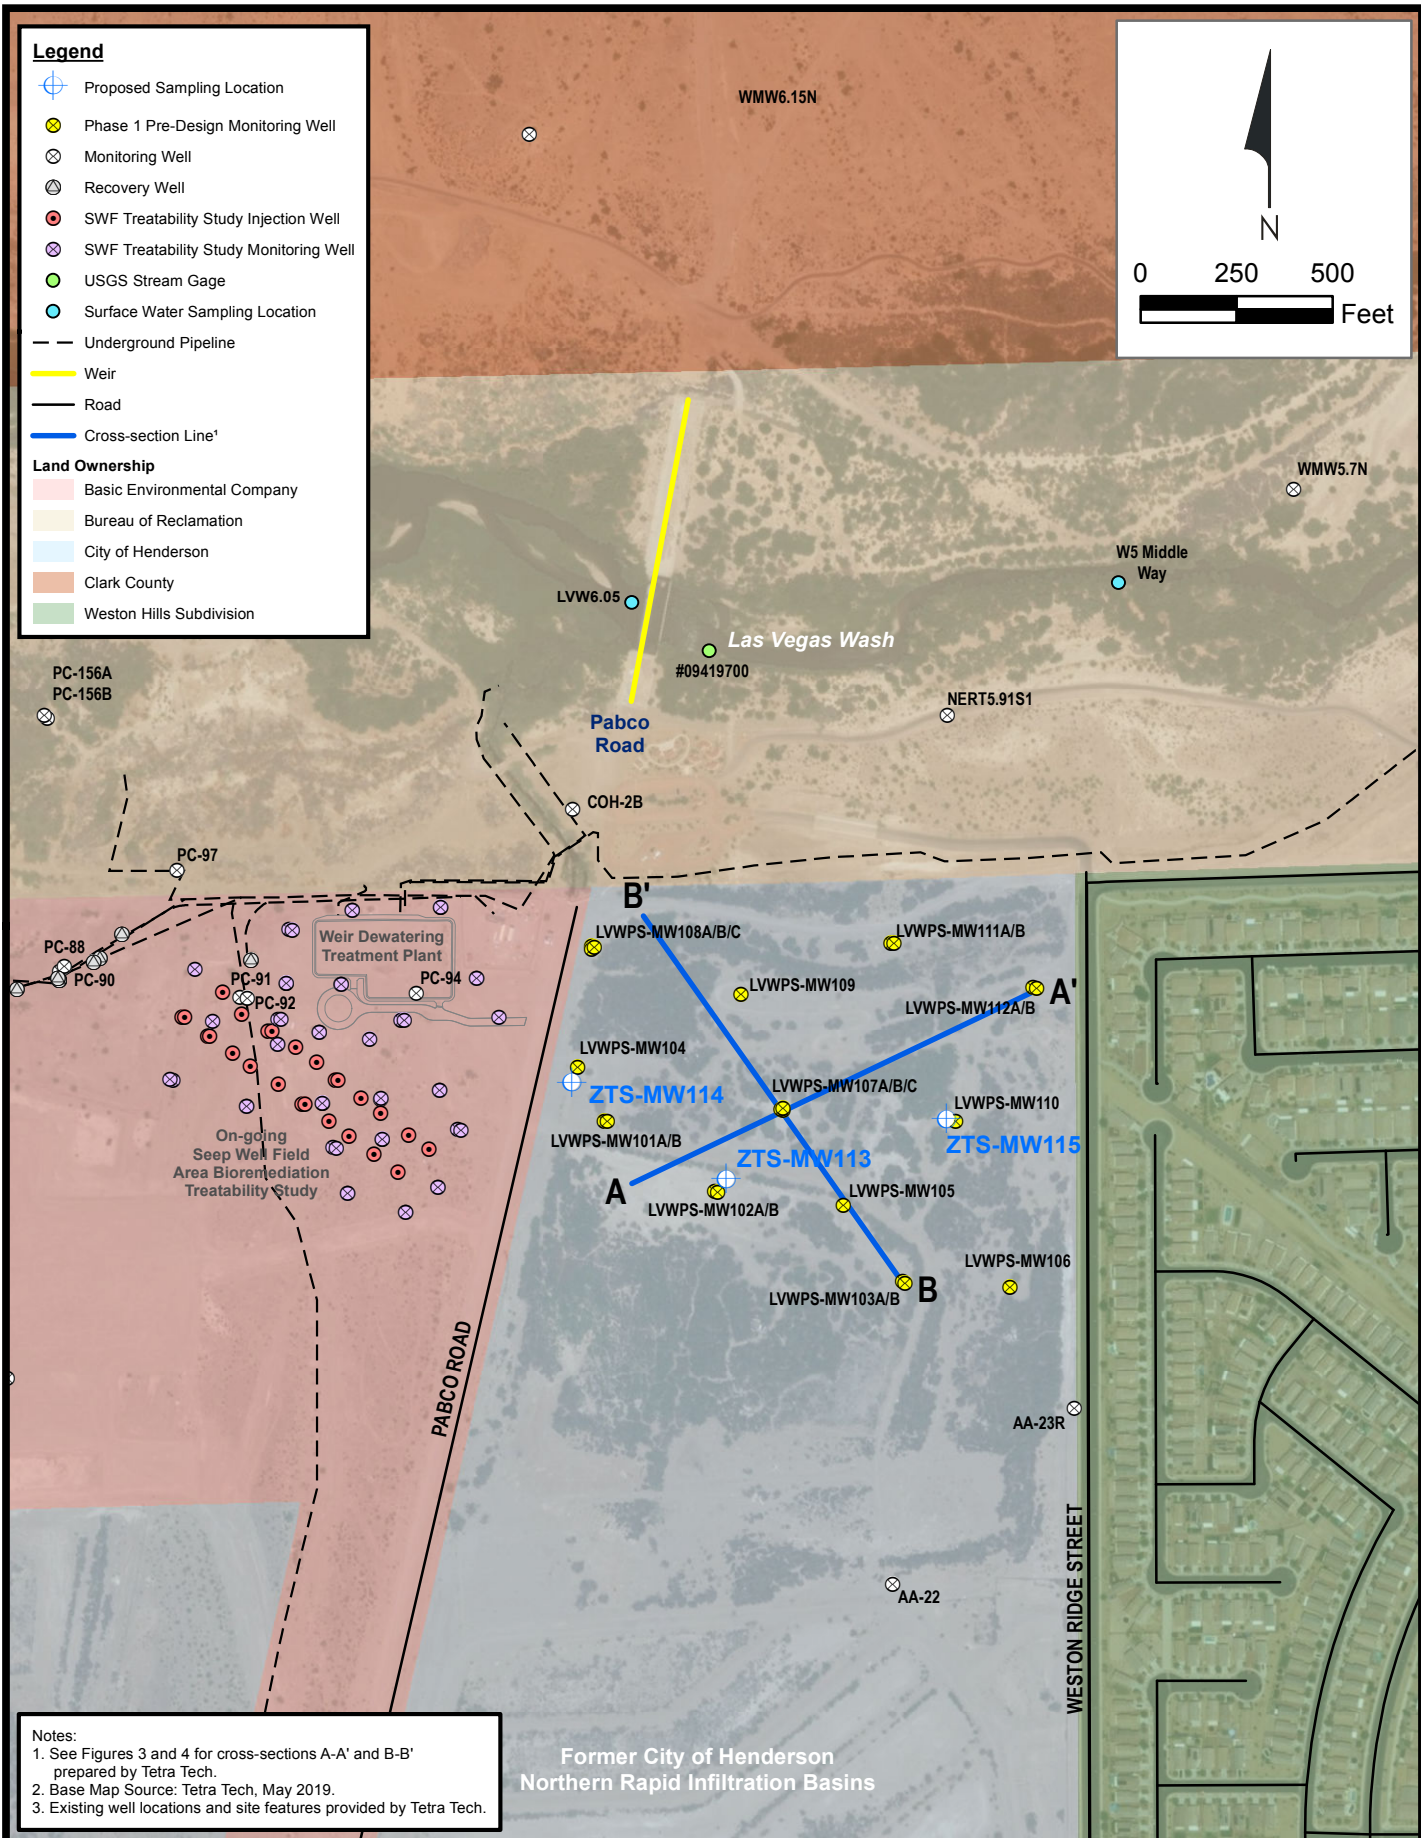 Legend
Proposed Sampling Location
Phase 1 Pre-Design Monitoring Well
Monitoring Well
Recovery Well
SWF Treatability Study Injection Well
SWF Treatability Study Monitoring Well
USGS Stream Gage
Surface Water Sampling Location
Underground Pipeline
Weir
Road
Cross-section Line¹
Land Ownership
Basic Environmental Company
Bureau of Reclamation
City of Henderson
Clark County
Weston Hills Subdivision
N
0 250 500
Feet
WMW6.15N
WMW5.7N
W5 Middle
Way
LVW6.05
Las Vegas Wash
#09419700
PC-156A
PC-156B
NERT5.91S1
Pabco
Road
COH-2B
PC-97
B'
LVWPS-MW108A/B/C
LVWPS-MW111A/B
Weir Dewatering
Treatment Plant
PC-88
PC-90
PC-91
PC-92
PC-94
LVWPS-MW109
A'
LVWPS-MW112A/B
LVWPS-MW104
ZTS-MW114
LVWPS-MW107A/B/C
LVWPS-MW110
LVWPS-MW101A/B
ZTS-MW115
On-going
Seep Well Field
Area Bioremediation
Treatability Study
ZTS-MW113
A
LVWPS-MW102A/B
LVWPS-MW105
LVWPS-MW106
LVWPS-MW103A/B
B
PABCO ROAD
AA-23R
WESTON RIDGE STREET
AA-22
Former City of Henderson
Northern Rapid Infiltration Basins
Notes:
1. See Figures 3 and 4 for cross-sections A-A' and B-B'
prepared by Tetra Tech.
2. Base Map Source: Tetra Tech, May 2019.
3. Existing well locations and site features provided by Tetra Tech.